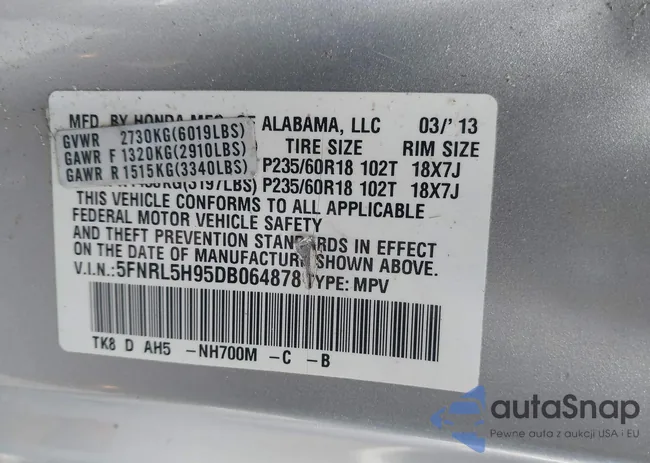 MFD. BY HONDA MFG. OF ALABAMA, LLC 03/'13
GVWR 2730KG(6019LBS) TIRE SIZE RIM SIZE
GAWR F 1320KG(2910LBS) P235/60R18 102T 18X7J
GAWR R 1515KG(3340LBS) P235/60R18 102T 18X7J
THIS VEHICLE CONFORMS TO ALL APPLICABLE
FEDERAL MOTOR VEHICLE SAFETY
AND THEFT PREVENTION STANDARDS IN EFFECT
ON THE DATE OF MANUFACTURE SHOWN ABOVE.
V.I.N.:5FNRL5H95DB064878 TYPE: MPV
TK8 D AH5 -NH700M -C -B
autaSnap
Pewne auta z aukcji USA i EU